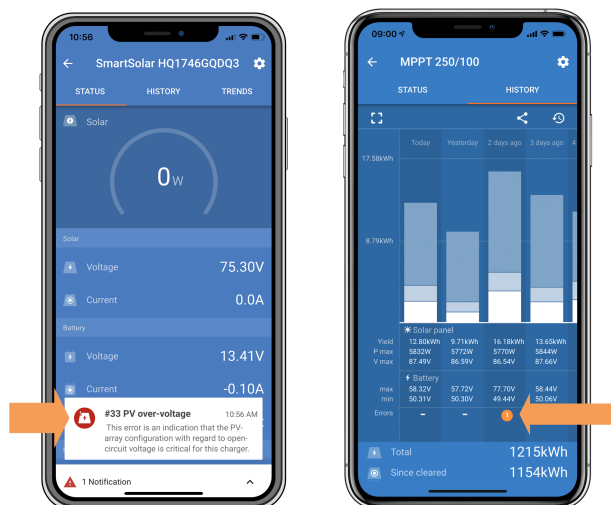 10:56
SmartSolar HQ1746GQDQ3
STATUS HISTORY TRENDS
Solar
0W
Solar
Voltage 75.30V
Current 0.0A
Battery
Voltage 13.41V
Current -0.10A
#33 PV over-voltage 10:56 AM
This error is an indication that the PV-
array configuration with regard to open-
circuit voltage is critical for this charger.
1 Notification
09:00
MPPT 250/100
STATUS HISTORY
Today Yesterday 2 days ago 3 days ago 4
17.58kWh
8.79kWh
Solar panel
Yield 12.80kWh 9.71kWh 16.18kWh 13.65kWh
P max 5832W 5772W 5770W 5844W
V max 87.49V 86.59V 86.54V 87.66V
Battery
max 58.32V 57.72V 77.70V 58.44V
min 50.31V 50.30V 49.44V 50.06V
Errors - - 1
Total 1215kWh
Since cleared 1154kWh